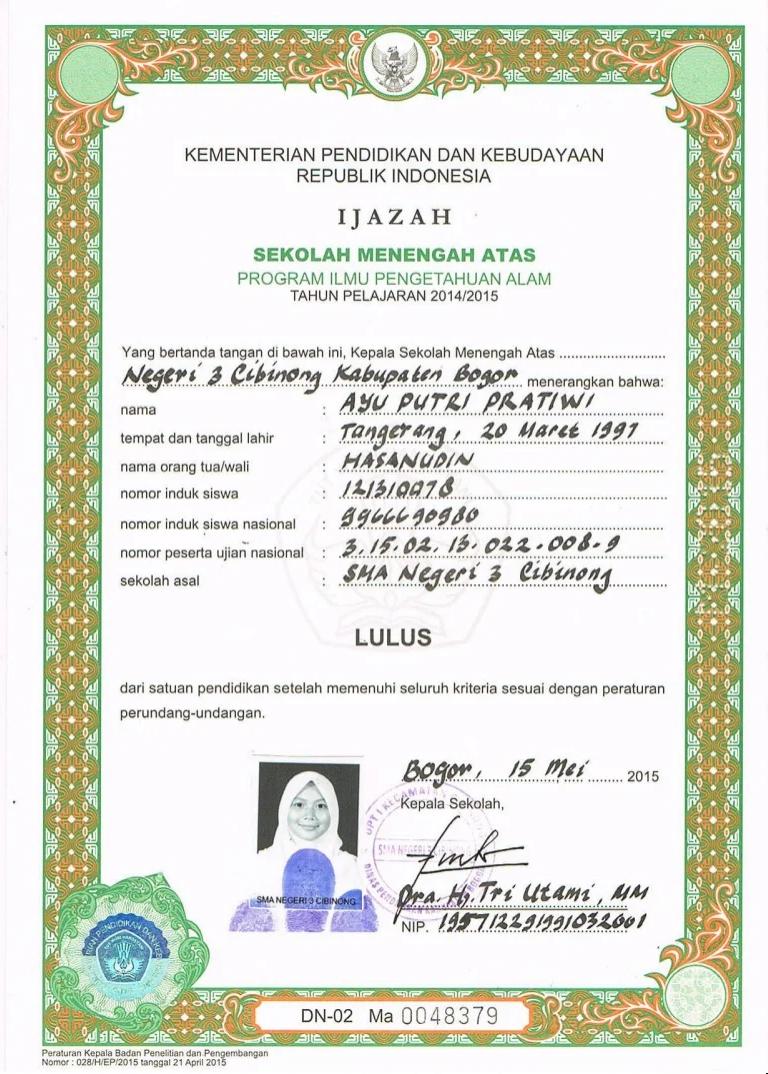 KEMENTERIAN PENDIDIKAN DAN KEBUDAYAAN
REPUBLIK INDONESIA
IJAZAH
SEKOLAH MENENGAH ATAS
PROGRAM ILMU PENGETAHUAN ALAM
TAHUN PELAJARAN 2014/2015
Yang bertanda tangan di bawah ini, Kepala Sekolah Menengah Atas ..........................
Negeri 3 Cibinong Kabupaten Bogor menerangkan bahwa:
nama : AYU PUTRI PRATIWI
tempat dan tanggal lahir : Tangerang, 20 Maret 1997
nama orang tua/wali : HASANUDIN
nomor induk siswa : 121310078
nomor induk siswa nasional : 9966690980
nomor peserta ujian nasional : 3.15.02.13.022.008.9
sekolah asal : SMA Negeri 3 Cibinong
LULUS
dari satuan pendidikan setelah memenuhi seluruh kriteria sesuai dengan peraturan
perundang-undangan.
Bogor, 15 Mei 2015
Kepala Sekolah,
SMA NEGERI 3 CIBINONG
Dra. Hj. Tri Utami, MM
NIP. 195712291991032001
DN-02 Ma 0048379
Peraturan Kepala Badan Penelitian dan Pengembangan
Nomor : 028/H/EP/2015 tanggal 21 April 2015